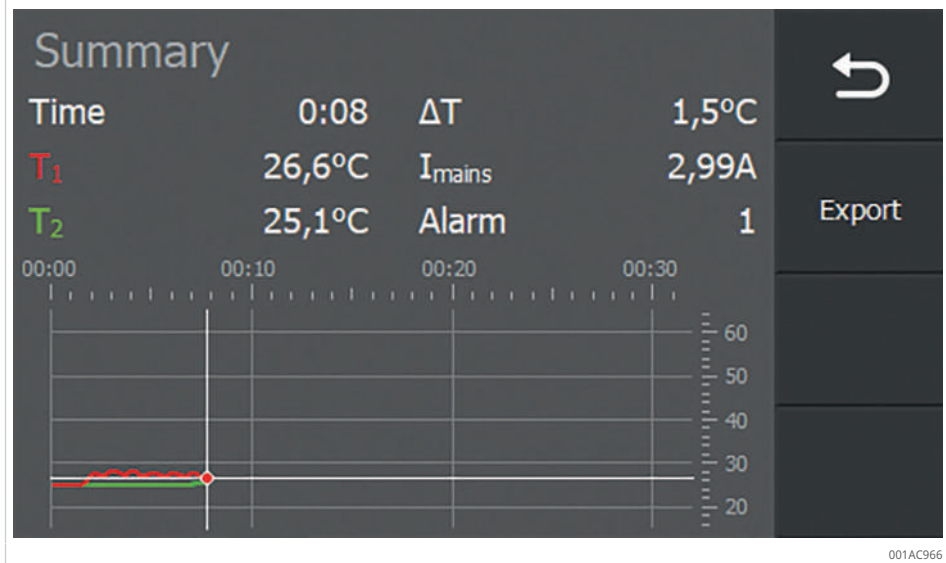 Summary
Time 0:08 ΔT 1,5°C
T₁ 26,6°C Imains 2,99A
T₂ 25,1°C Alarm 1
Export
00:00 00:10 00:20 00:30
60
50
40
30
20
001AC966